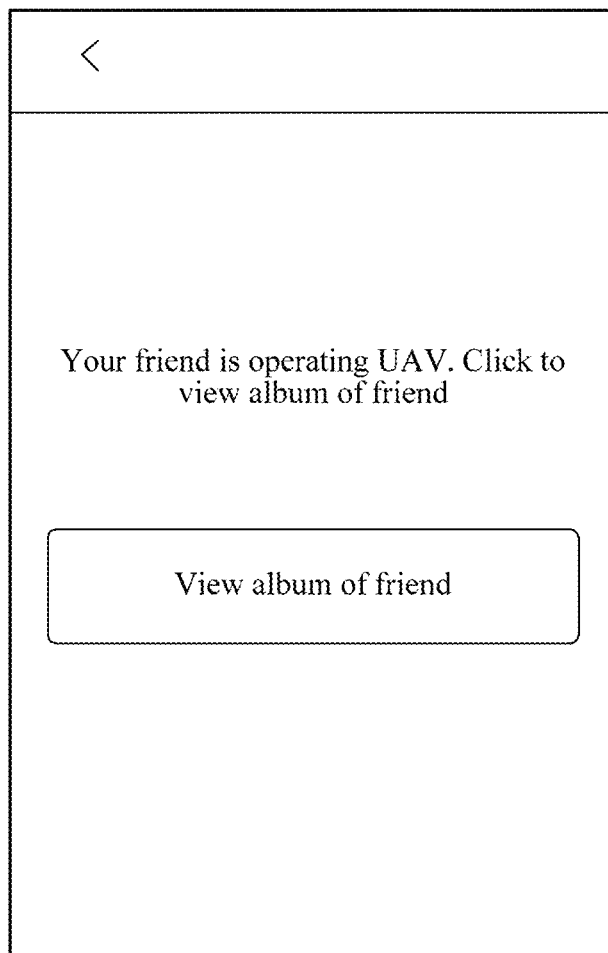 Your friend is operating UAV. Click to
view album of friend
View album of friend